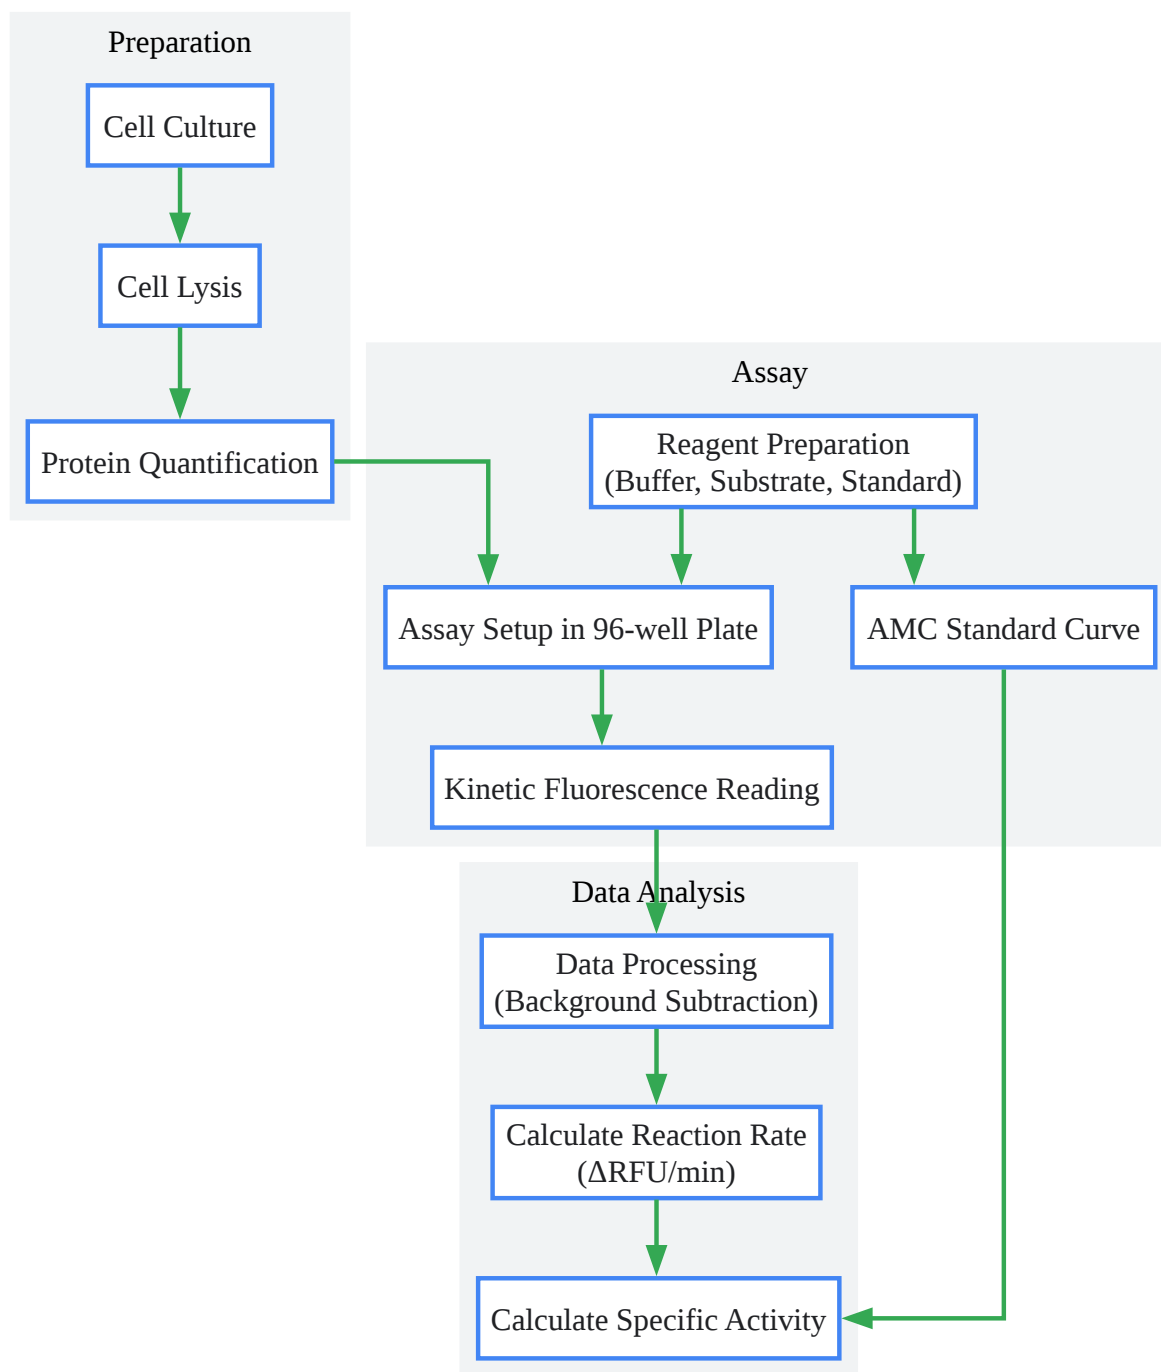 Preparation
Cell Culture
Cell Lysis
Protein Quantification
Assay
Reagent Preparation
(Buffer, Substrate, Standard)
Assay Setup in 96-well Plate
AMC Standard Curve
Kinetic Fluorescence Reading
Data Analysis
Data Processing
(Background Subtraction)
Calculate Reaction Rate
(ΔRFU/min)
Calculate Specific Activity